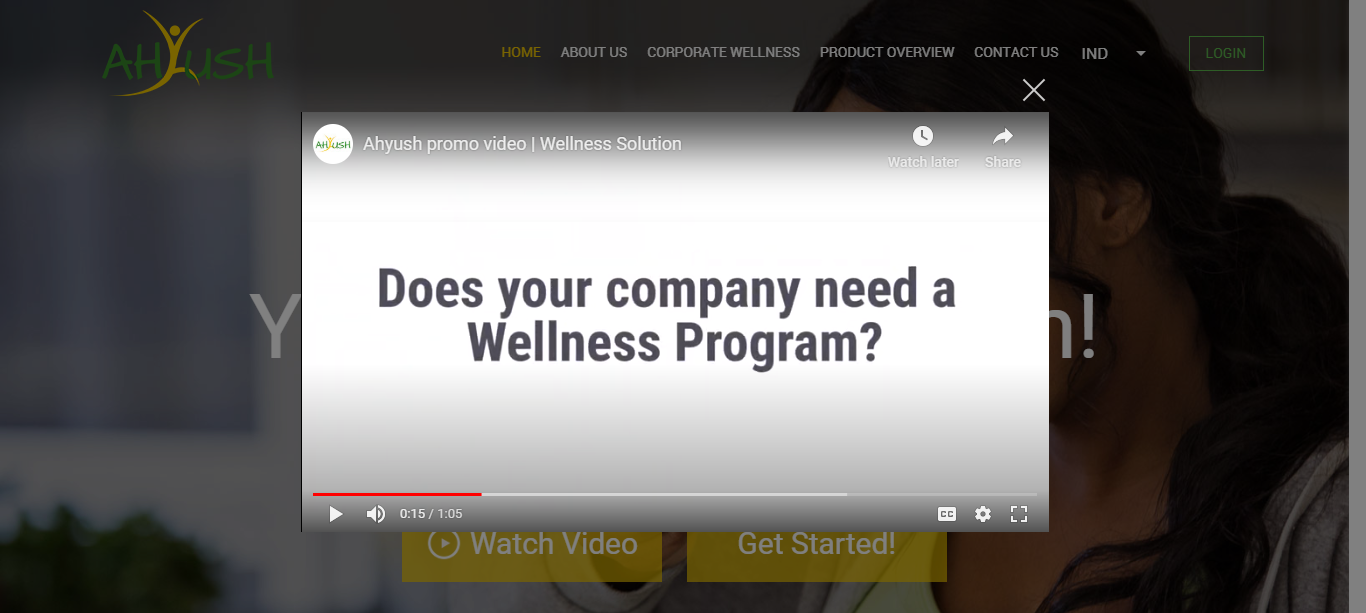 AHYUSH
HOME ABOUT US CORPORATE WELLNESS PRODUCT OVERVIEW CONTACT US IND LOGIN
AHYUSH Ahyush promo video | Wellness Solution
Watch later Share
Does your company need a
Wellness Program?
Y n!
0:15 / 1:05 CC
Watch Video Get Started!